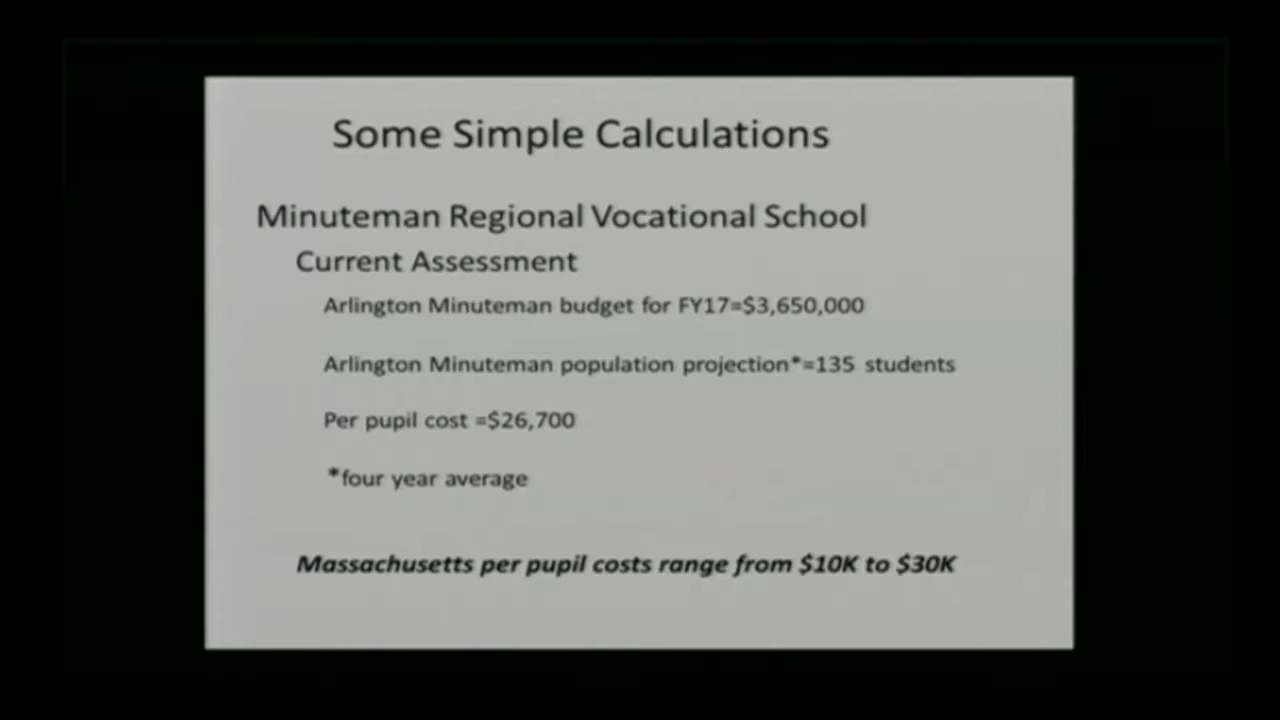 Some Simple Calculations
Minuteman Regional Vocational School
Current Assessment
Arlington Minuteman budget for FY17=$3,650,000
Arlington Minuteman population projection*=135 students
Per pupil cost =$26,700
*four year average
Massachusetts per pupil costs range from $10K to $30K